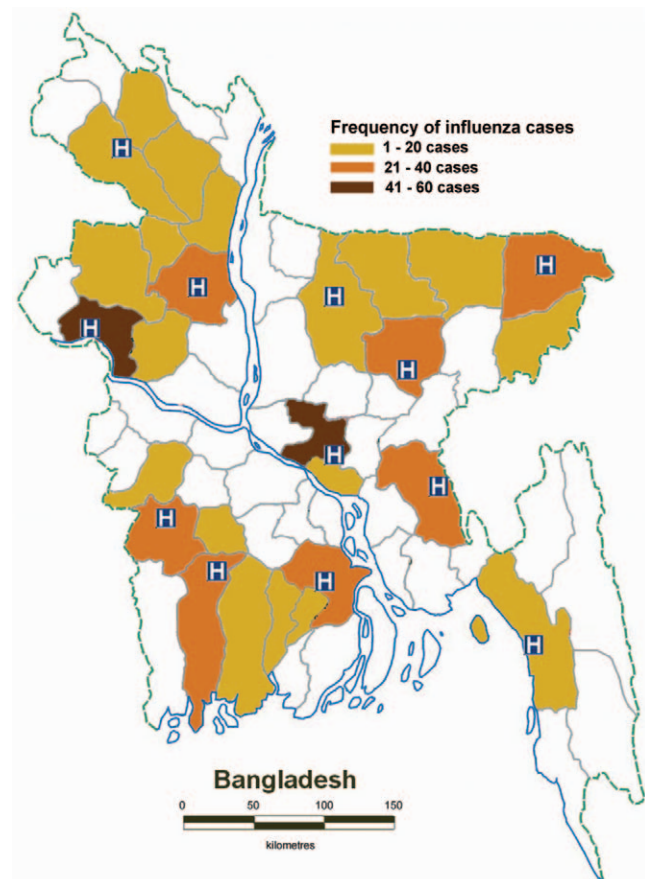 Frequency of influenza cases
1 - 20 cases
21 - 40 cases
41 - 60 cases
H
H
H
H
H
H
H
H
H
H
H
H
Bangladesh
0 50 100 150
kilometres